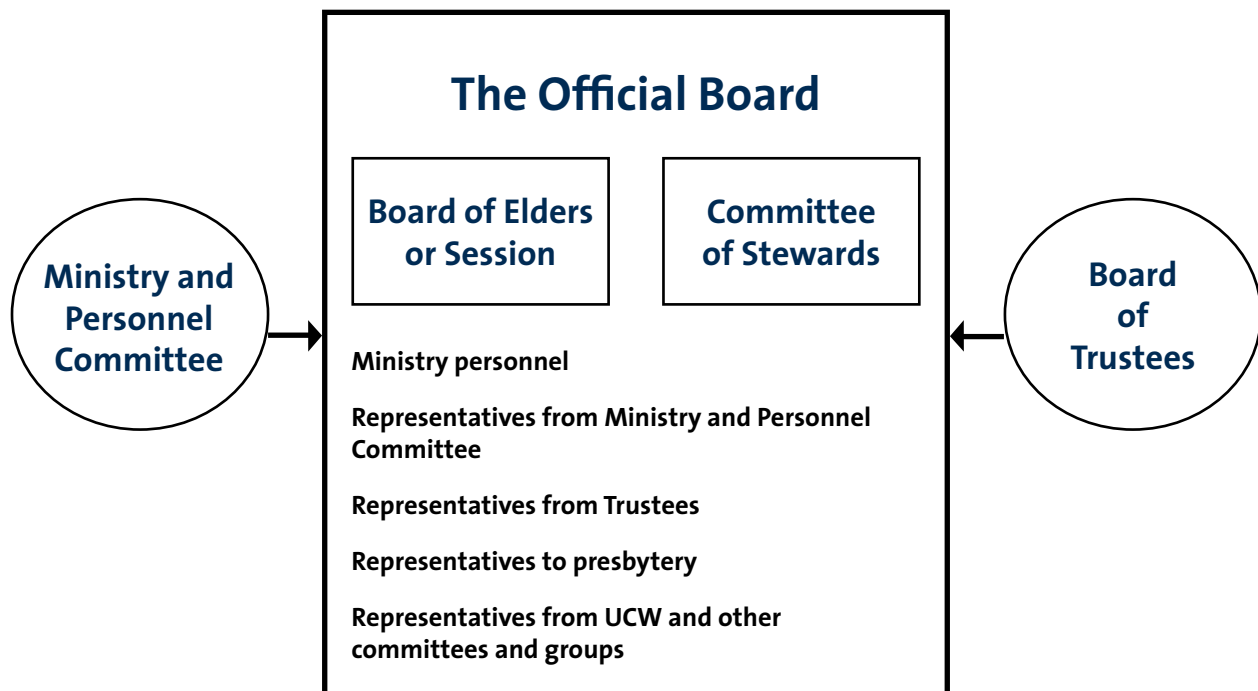 The Official Board
Board of Elders
or Session
Committee
of Stewards
Ministry and
Personnel
Committee
Board
of
Trustees
Ministry personnel
Representatives from Ministry and Personnel
Committee
Representatives from Trustees
Representatives to presbytery
Representatives from UCW and other
committees and groups